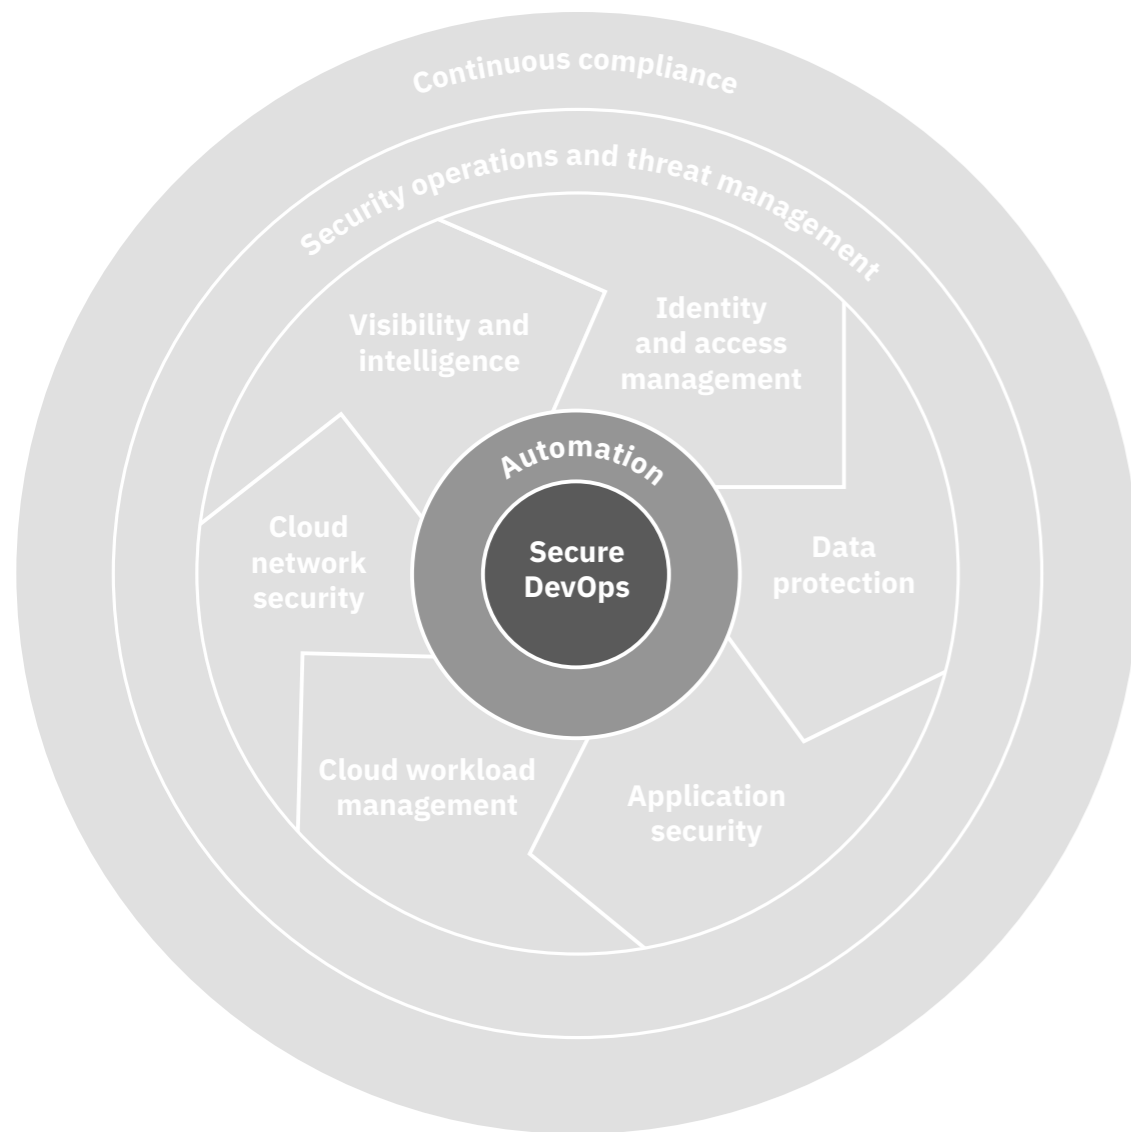 Continuous compliance
Security operations and threat management
Visibility and
intelligence
Identity
and access
management
Automation
Secure
DevOps
Cloud
network
security
Data
protection
Cloud workload
management
Application
security